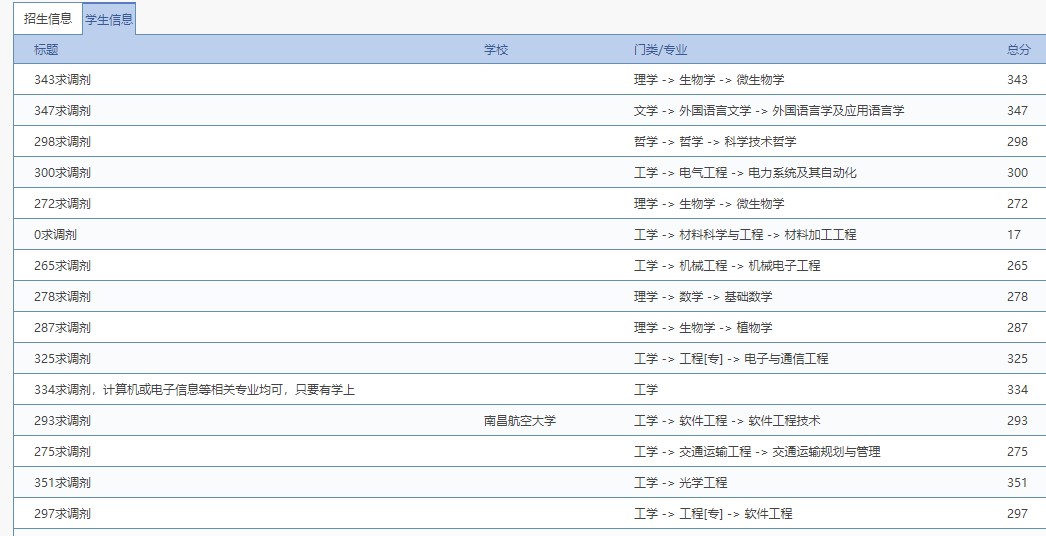 招生信息 学生信息
标题 学校 门类/专业 总分
343求调剂 理学 -> 生物学 -> 微生物学 343
347求调剂 文学 -> 外国语言文学 -> 外国语言学及应用语言学 347
298求调剂 哲学 -> 哲学 -> 科学技术哲学 298
300求调剂 工学 -> 电气工程 -> 电力系统及其自动化 300
272求调剂 理学 -> 生物学 -> 微生物学 272
0求调剂 工学 -> 材料科学与工程 -> 材料加工工程 17
265求调剂 工学 -> 机械工程 -> 机械电子工程 265
278求调剂 理学 -> 数学 -> 基础数学 278
287求调剂 理学 -> 生物学 -> 植物学 287
325求调剂 工学 -> 工程[专] -> 电子与通信工程 325
334求调剂，计算机或电子信息等相关专业均可，只要有学上 工学 334
293求调剂 南昌航空大学 工学 -> 软件工程 -> 软件工程技术 293
275求调剂 工学 -> 交通运输工程 -> 交通运输规划与管理 275
351求调剂 工学 -> 光学工程 351
297求调剂 工学 -> 工程[专] -> 软件工程 297